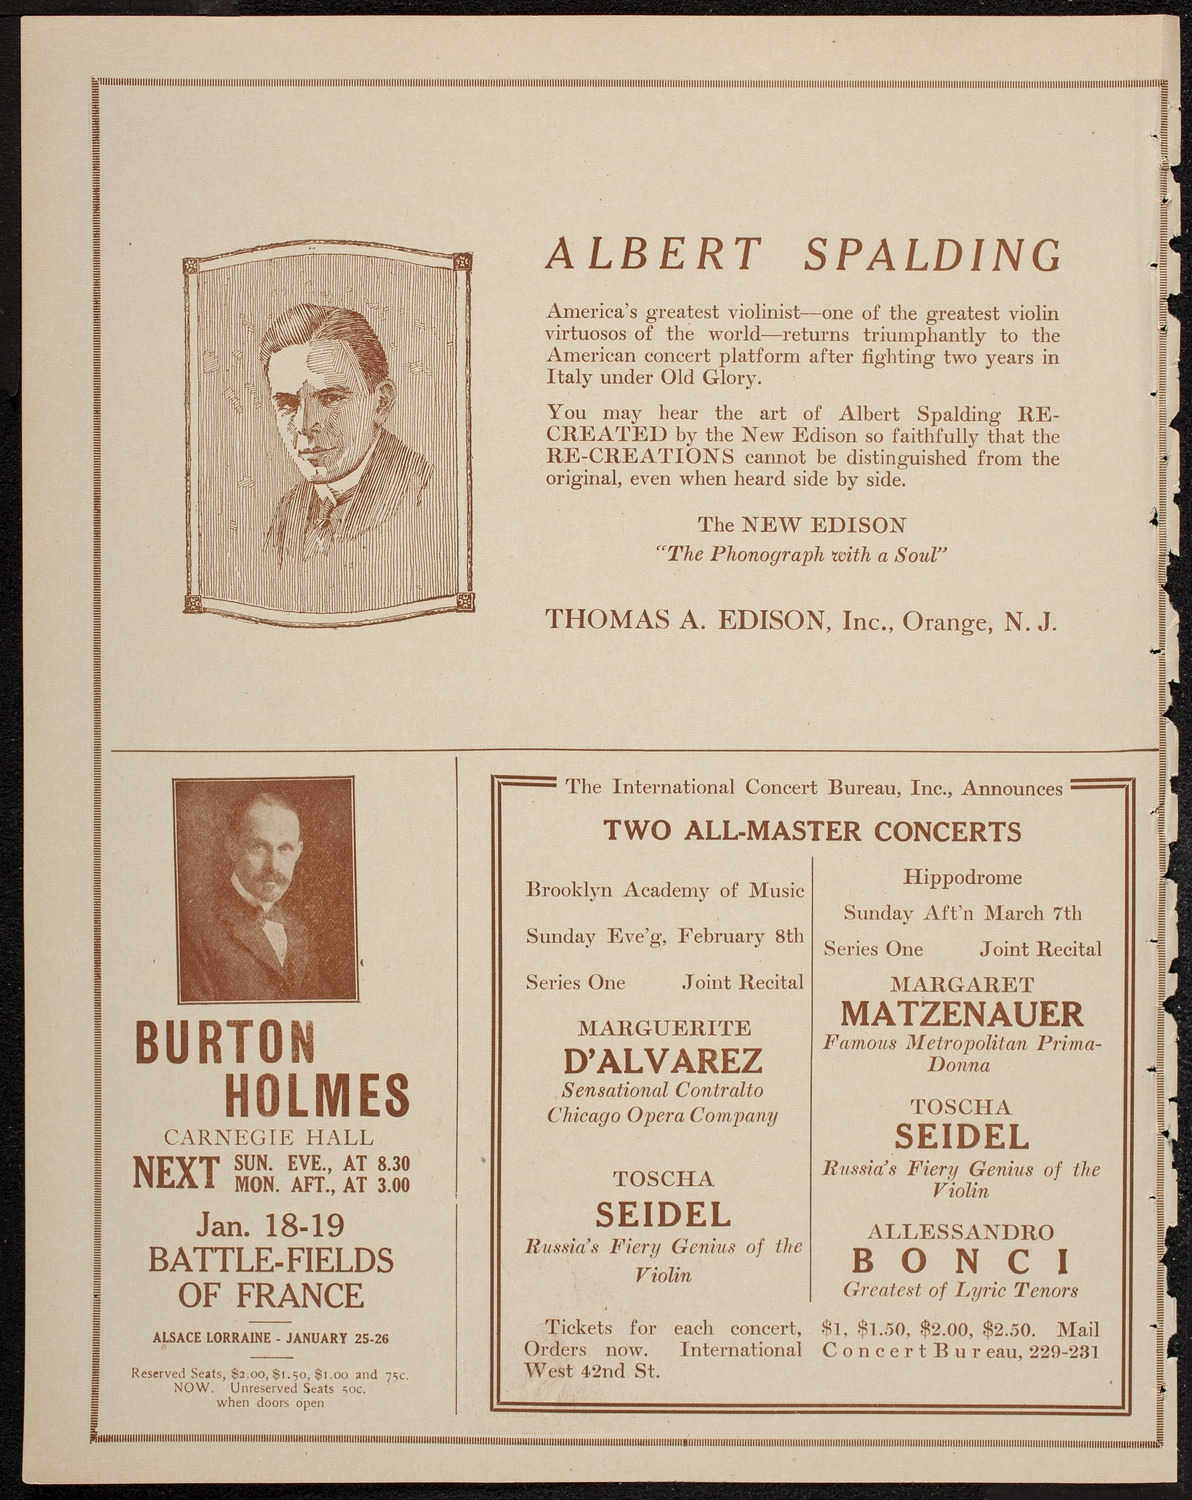 ALBERT SPALDING
America's greatest violinist—one of the greatest violin
virtuosos of the world—returns triumphantly to the
American concert platform after fighting two years in
Italy under Old Glory.
You may hear the art of Albert Spalding RE-
CREATED by the New Edison so faithfully that the
RE-CREATIONS cannot be distinguished from the
original, even when heard side by side.
The NEW EDISON
"The Phonograph with a Soul"
THOMAS A. EDISON, Inc., Orange, N. J.
BURTON
HOLMES
CARNEGIE HALL
NEXT SUN. EVE., AT 8.30
MON. AFT., AT 3.00
Jan. 18-19
BATTLE-FIELDS
OF FRANCE
ALSACE LORRAINE - JANUARY 25-26
Reserved Seats, $2.00, $1.50, $1.00 and 75c.
NOW. Unreserved Seats 50c.
when doors open
The International Concert Bureau, Inc., Announces
TWO ALL-MASTER CONCERTS
Brooklyn Academy of Music
Sunday Eve'g, February 8th
Series One Joint Recital
MARGUERITE
D'ALVAREZ
Sensational Contralto
Chicago Opera Company
TOSCHA
SEIDEL
Russia's Fiery Genius of the
Violin
Hippodrome
Sunday Aft'n March 7th
Series One Joint Recital
MARGARET
MATZENAUER
Famous Metropolitan Prima-
Donna
TOSCHA
SEIDEL
Russia's Fiery Genius of the
Violin
ALLESSANDRO
BONCI
Greatest of Lyric Tenors
Tickets for each concert, $1, $1.50, $2.00, $2.50. Mail
Orders now. International Concert Bureau, 229-231
West 42nd St.